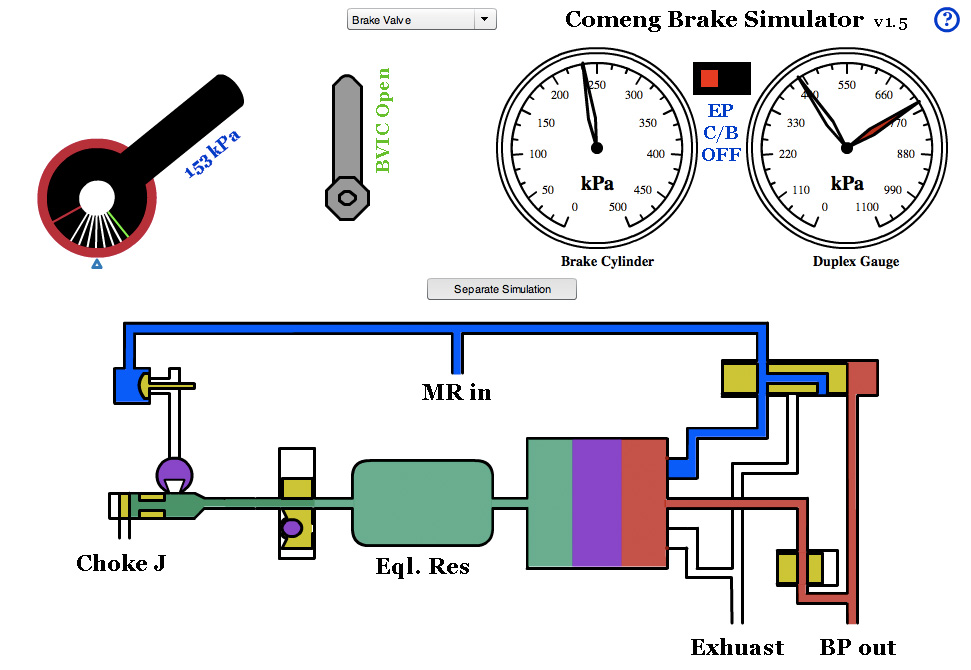 Brake Valve
Comeng Brake Simulator v1.5
?
153 kPa
BVIC Open
0
50
100
150
200
250
300
350
400
450
500
kPa
Brake Cylinder
EP
C/B
OFF
0
110
220
330
440
550
660
770
880
990
1100
kPa
Duplex Gauge
Separate Simulation
MR in
Choke J
Eql. Res
Exhuast
BP out